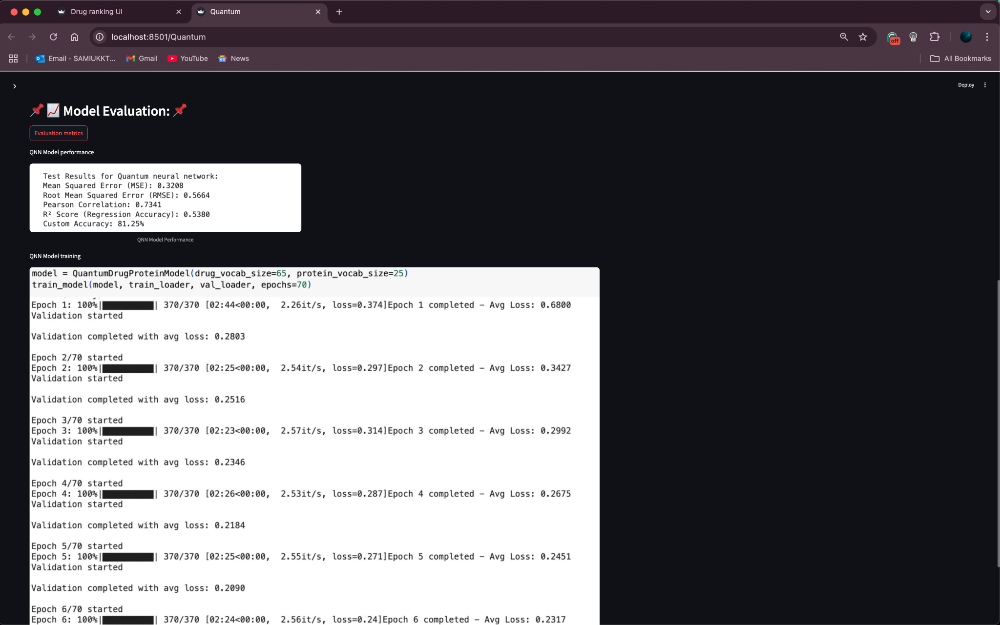 Drug ranking UI
Quantum
localhost:8501/Quantum
off
Email - SAMIUKKT...
Gmail
YouTube
News
All Bookmarks
Deploy
Model Evaluation:
Evaluation metrics
QNN Model performance
Test Results for Quantum neural network:
Mean Squared Error (MSE): 0.3208
Root Mean Squared Error (RMSE): 0.5664
Pearson Correlation: 0.7341
R² Score (Regression Accuracy): 0.5380
Custom Accuracy: 81.25%
QNN Model Performance
QNN Model training
model = QuantumDrugProteinModel(drug_vocab_size=65, protein_vocab_size=25)
train_model(model, train_loader, val_loader, epochs=70)
Epoch 1: 100%|██████████| 370/370 [02:44<00:00,  2.26it/s, loss=0.374]Epoch 1 completed – Avg Loss: 0.6800
Validation started
Validation completed with avg loss: 0.2803
Epoch 2/70 started
Epoch 2: 100%|██████████| 370/370 [02:25<00:00,  2.54it/s, loss=0.297]Epoch 2 completed – Avg Loss: 0.3427
Validation started
Validation completed with avg loss: 0.2516
Epoch 3/70 started
Epoch 3: 100%|██████████| 370/370 [02:23<00:00,  2.57it/s, loss=0.314]Epoch 3 completed – Avg Loss: 0.2992
Validation started
Validation completed with avg loss: 0.2346
Epoch 4/70 started
Epoch 4: 100%|██████████| 370/370 [02:26<00:00,  2.53it/s, loss=0.287]Epoch 4 completed – Avg Loss: 0.2675
Validation started
Validation completed with avg loss: 0.2184
Epoch 5/70 started
Epoch 5: 100%|██████████| 370/370 [02:25<00:00,  2.55it/s, loss=0.271]Epoch 5 completed – Avg Loss: 0.2451
Validation started
Validation completed with avg loss: 0.2090
Epoch 6/70 started
Epoch 6: 100%|██████████| 370/370 [02:24<00:00,  2.56it/s, loss=0.24]Epoch 6 completed – Avg Loss: 0.2317